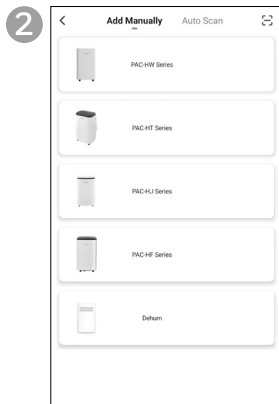 2
Add Manually Auto Scan
PAC-HW Series
PAC-HT Series
PAC-HJ Series
PAC-HF Series
Dehum